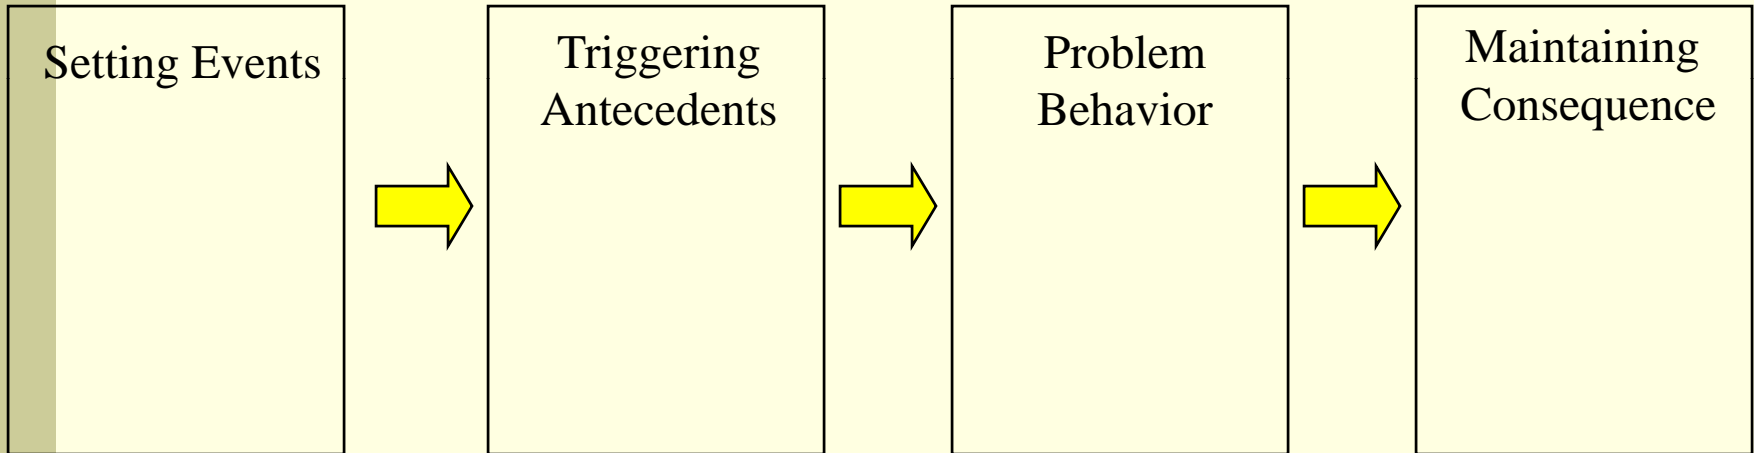 Setting Events
Triggering
Antecedents
Problem
Behavior
Maintaining
Consequence